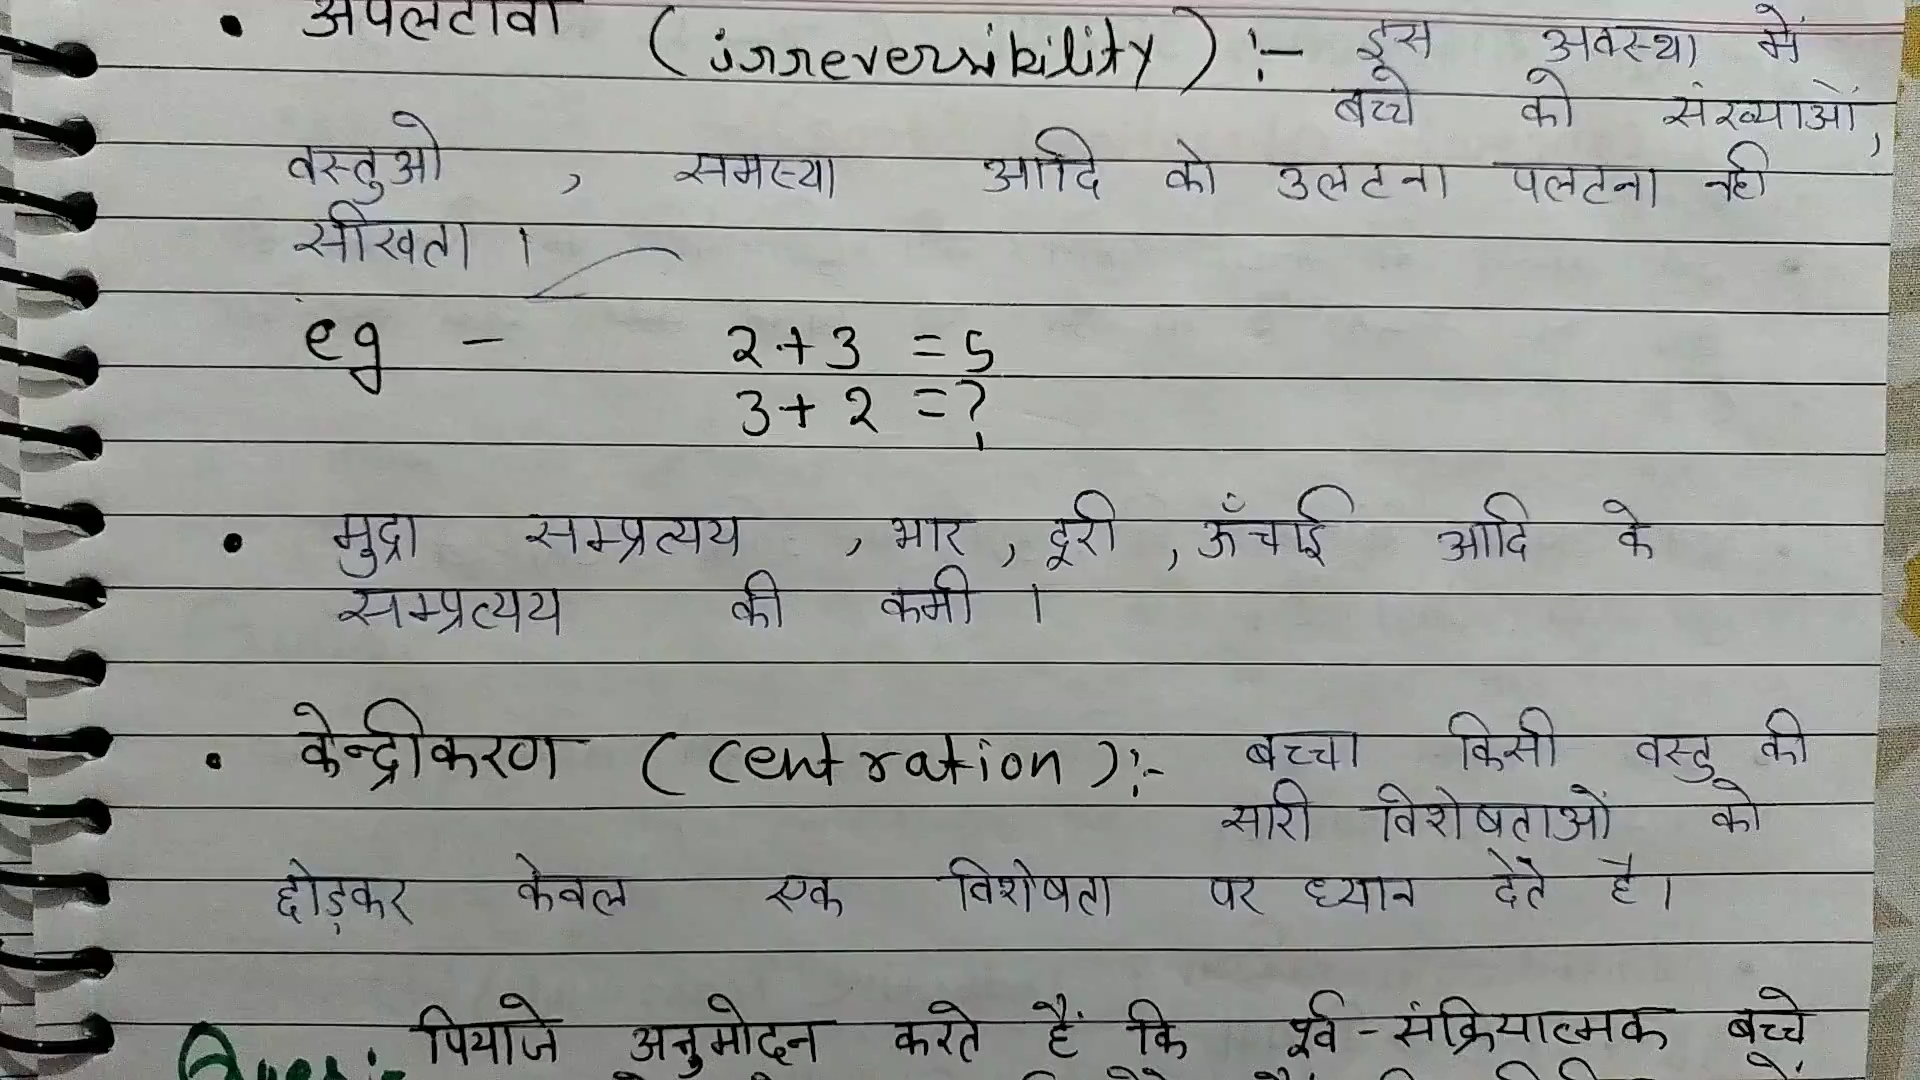 • अपलटावी (irreversibility) :- इस अवस्था में
बच्चे को संख्याओं,
वस्तुओ , समस्या आदि को उलटना पलटना नही
सीखता ।
eg - 2+3 = 5
3+2 = ?
• मुद्रा सम्प्रत्यय , भार , दूरी , ऊँचाई आदि के
सम्प्रत्यय की कमी ।
• केन्द्रीकरण (Centration) :- बच्चा किसी वस्तु की
सारी विशेषताओं को
छोड़कर केवल एक विशेषता पर ध्यान देते है।
Ques:- पियाजे अनुमोदन करते हैं कि पूर्व-संक्रियात्मक बच्चे